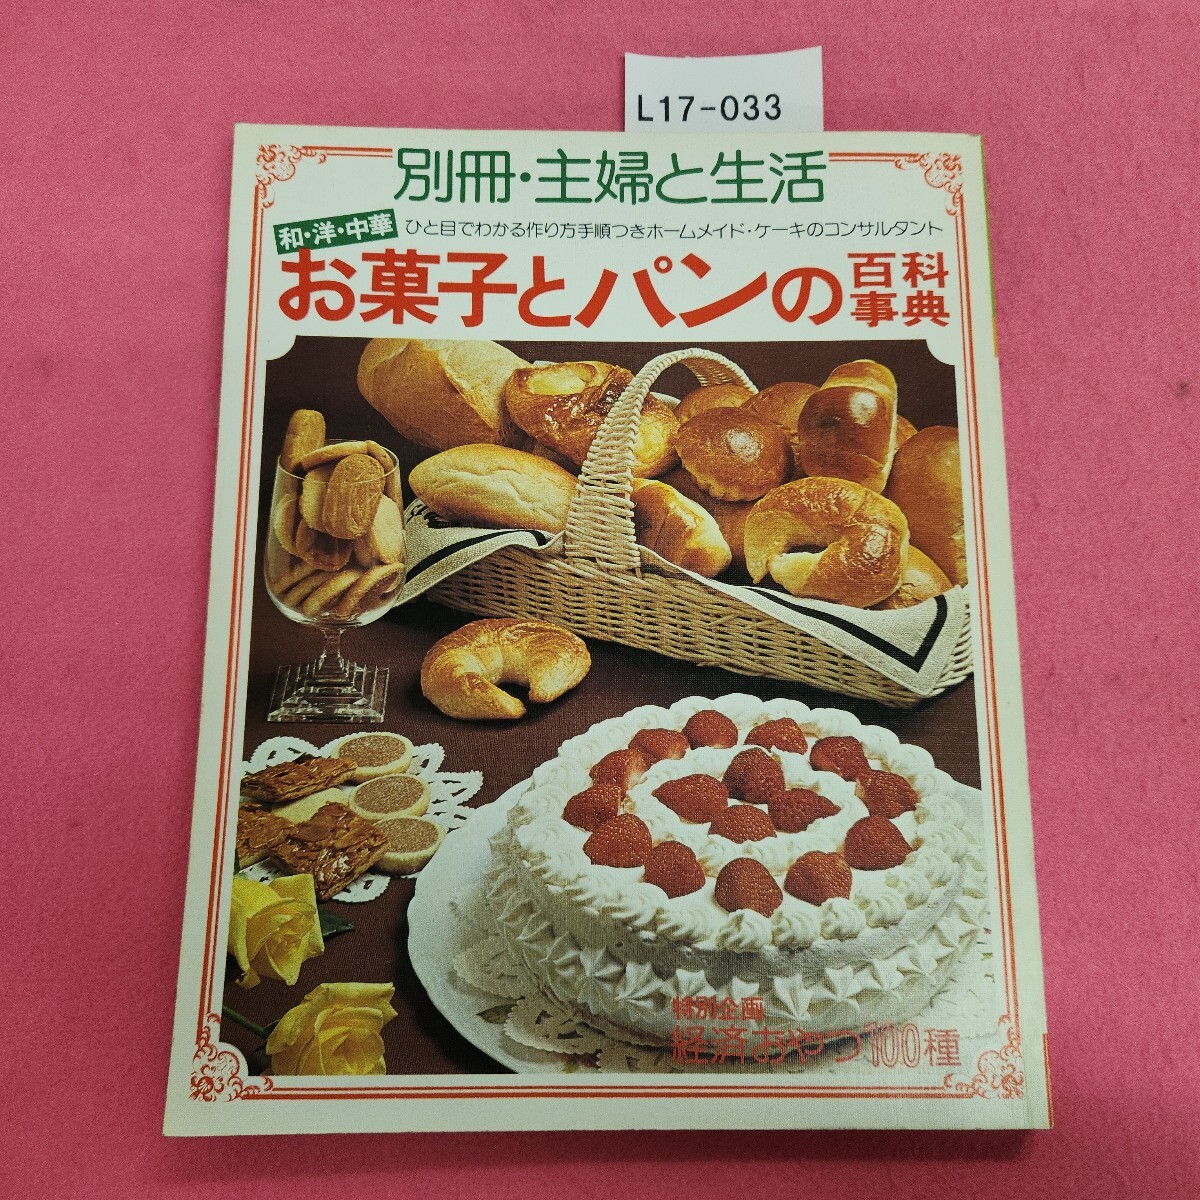 L17-033
別冊・主婦と生活
和・洋・中華
ひと目でわかる作り方手順つきホームメイド・ケーキのコンサルタント
お菓子とパンの百科事典
特別企画
経済おやつ100種